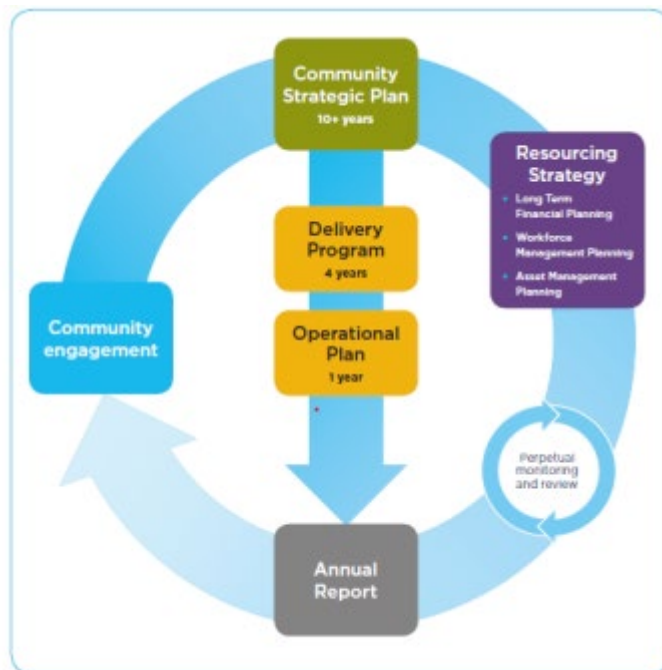 Community
Strategic Plan
10+ years
Resourcing
Strategy
Long Term
Financial Planning
Workforce
Management Planning
Asset Management
Planning
Delivery
Program
4 years
Community
engagement
Operational
Plan
1 year
Perpetual
monitoring
and review
Annual
Report